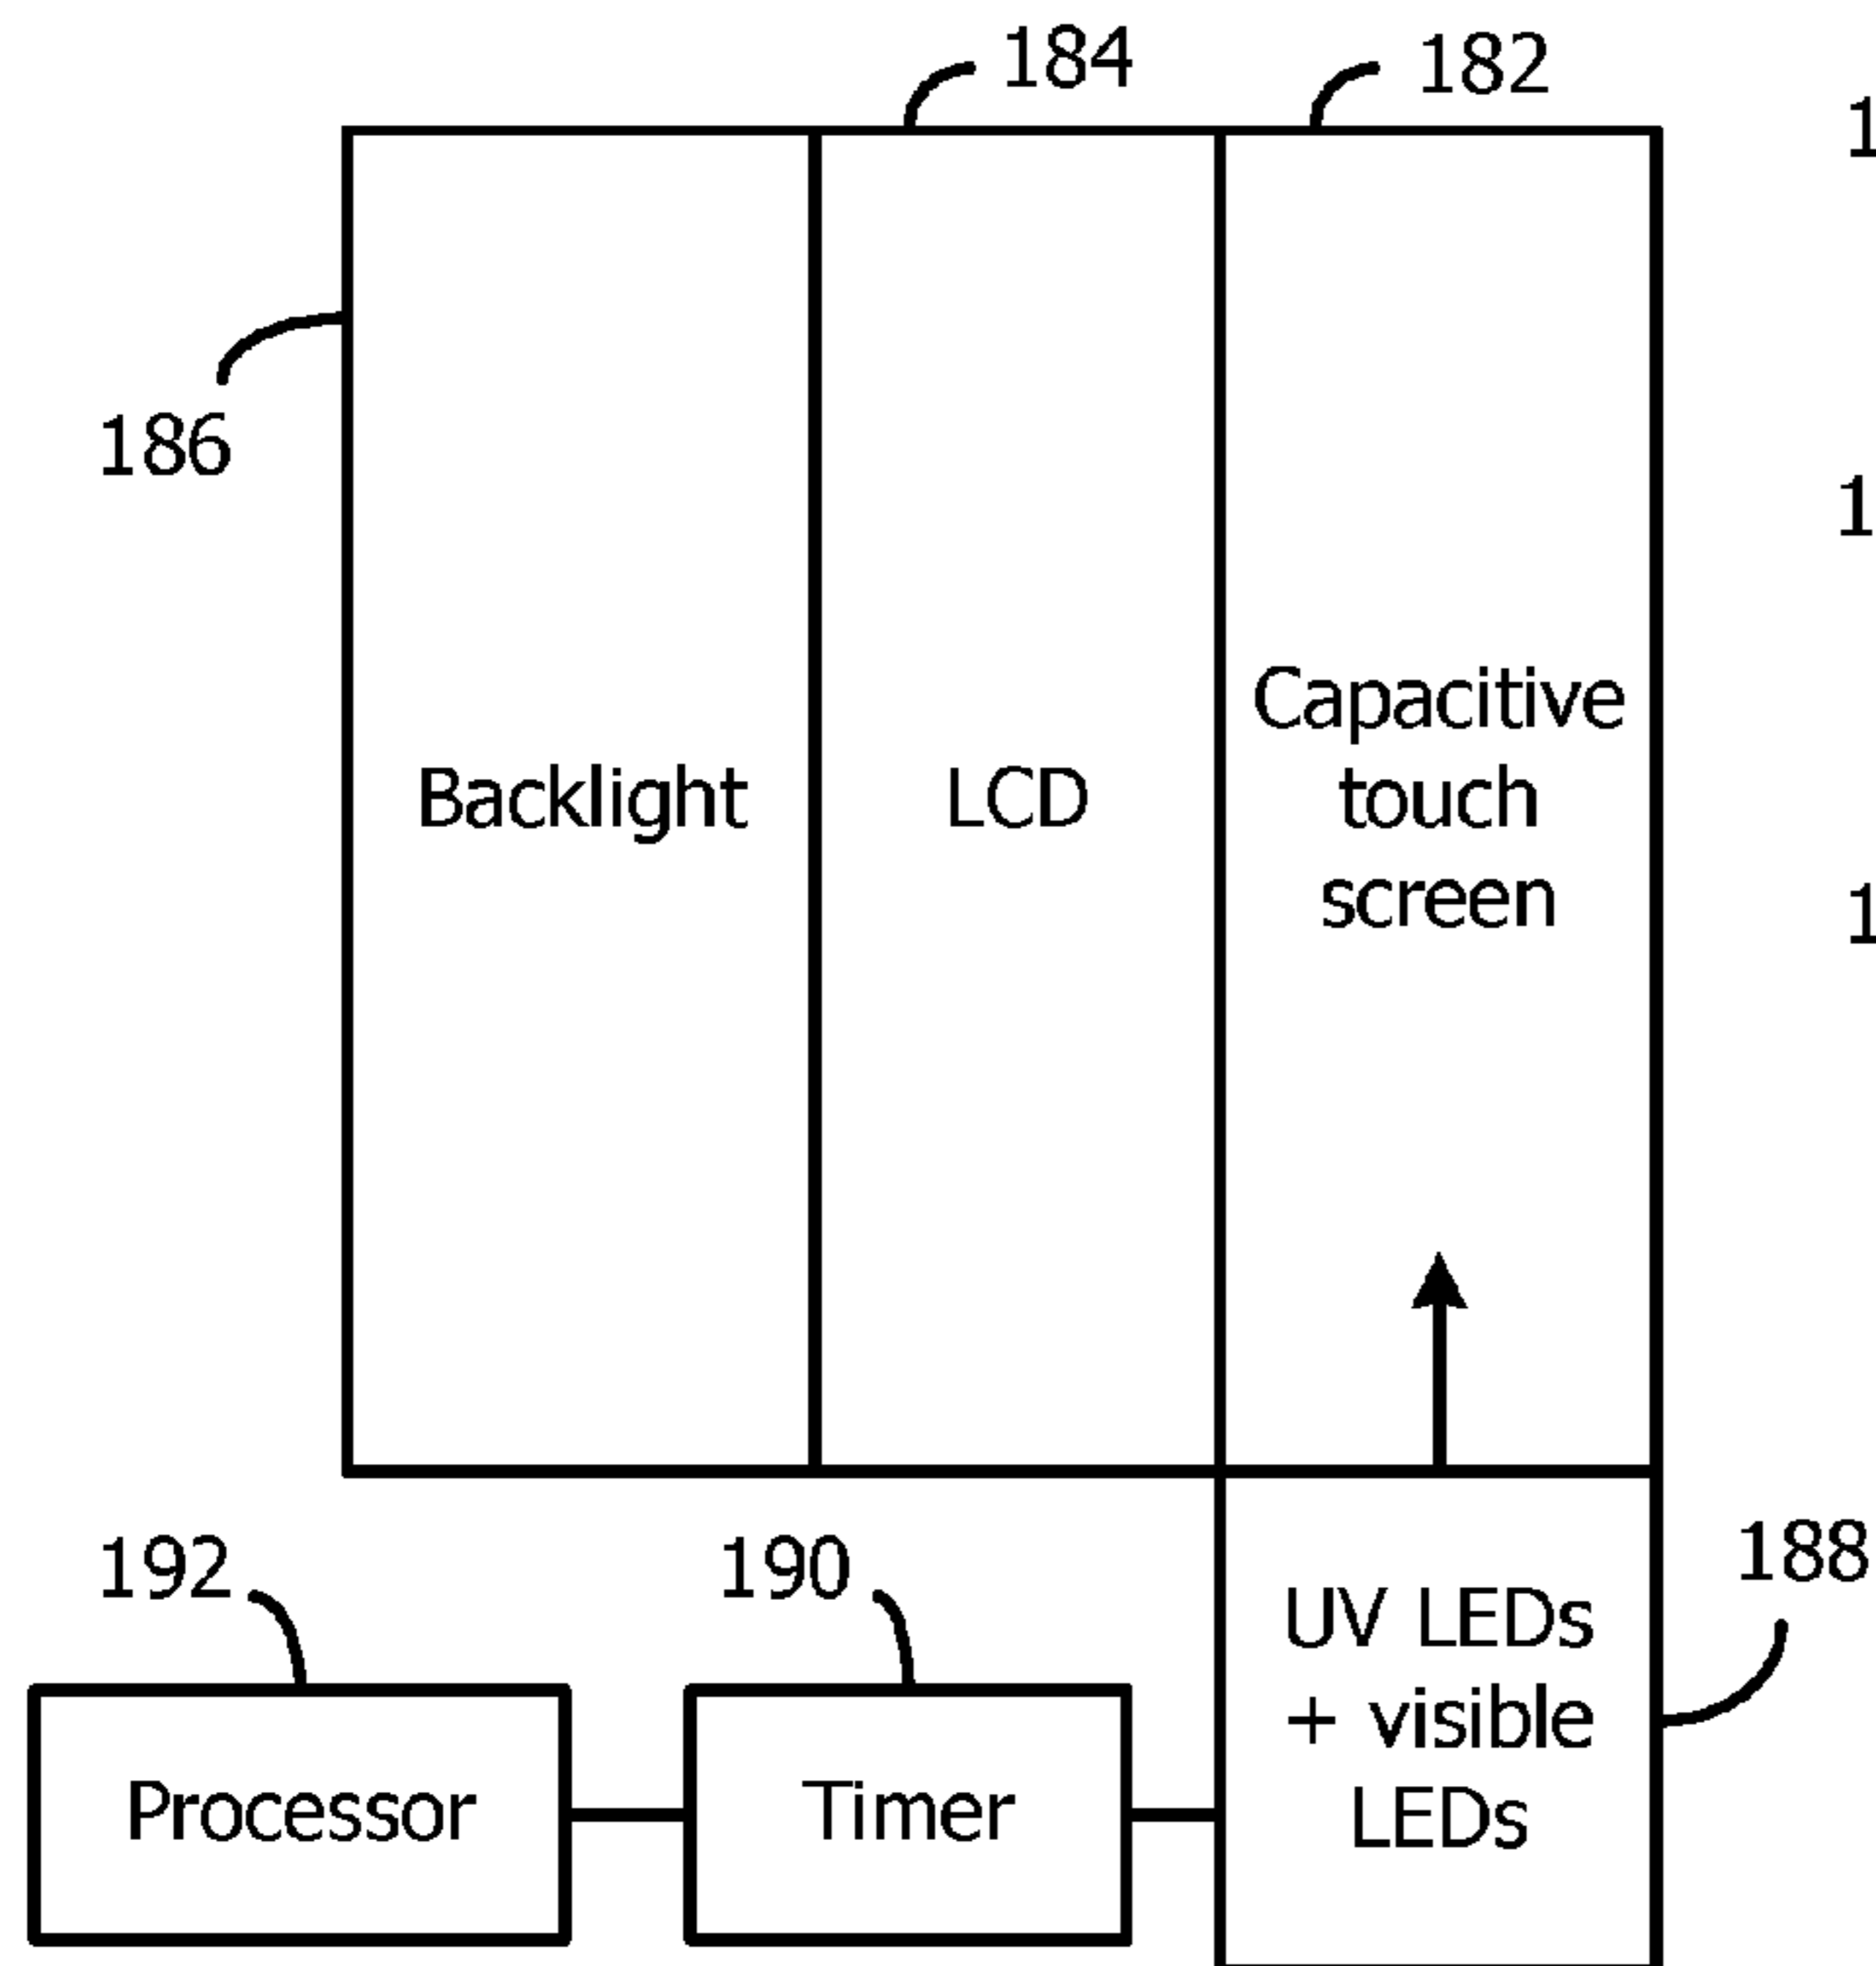 184
182
186
Backlight
LCD
Capacitive
touch
screen
192
190
188
UV LEDs
+ visible
LEDs
Processor
Timer